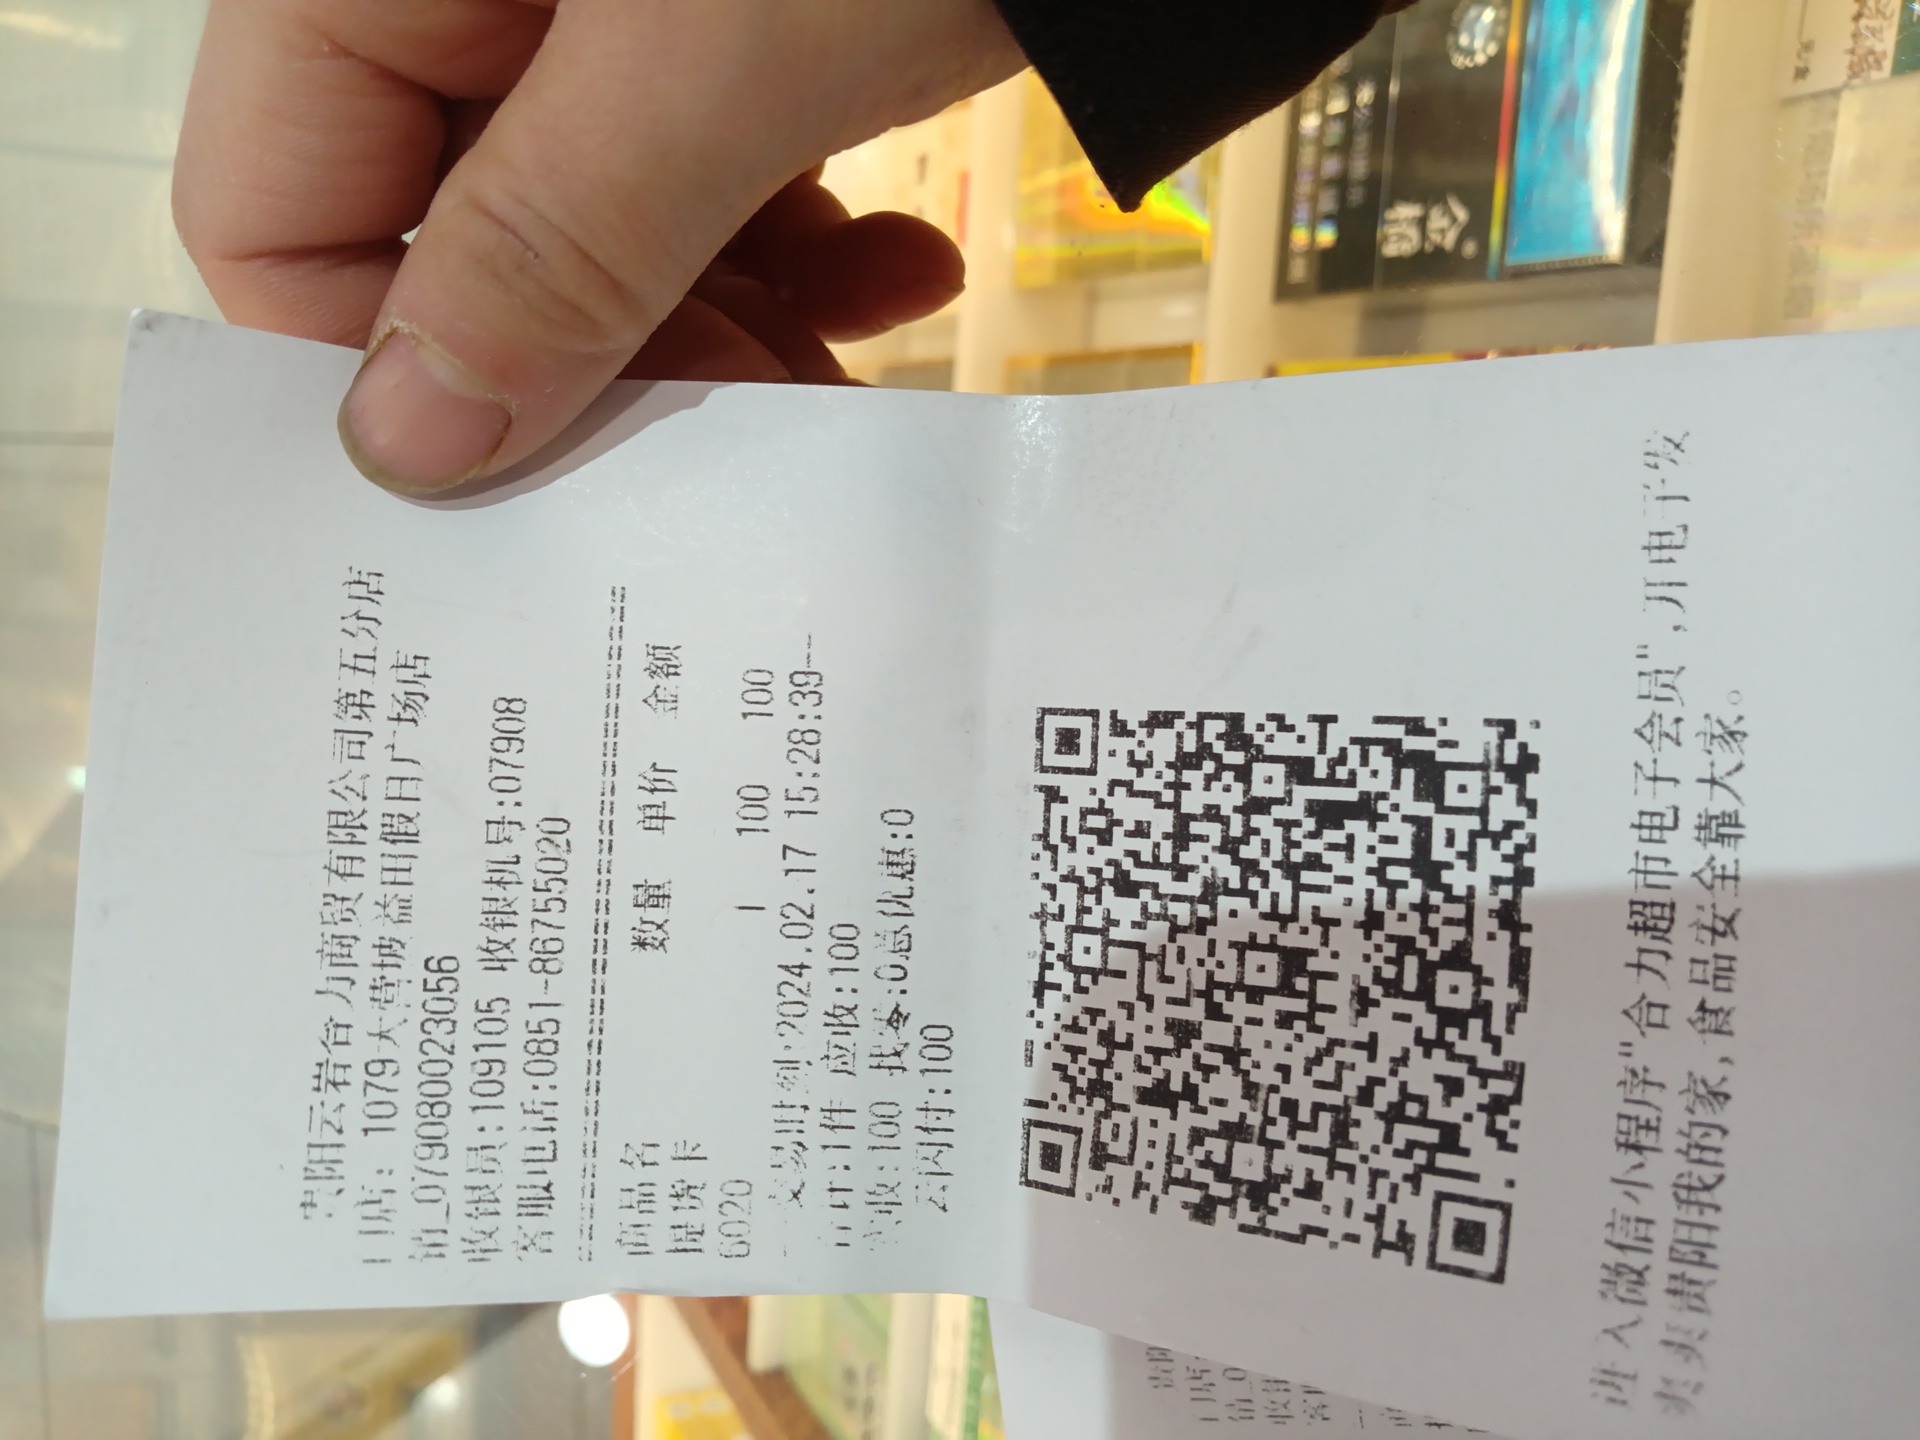 贵阳云岩合力商贸有限公司第五分店
门店: 1079大营坡益田假日广场店
销_079080023056
收银员:109105 收银机号:07908
客服电话:0851-86755020
商品名 数量 单价 金额
提货卡
6020 1 100 100
交易时刻:2024.02.17 15:28:39
合计:1件 应收:100
实收:100 找零:0总优惠:0
云闪付:100
进入微信小程序"合力超市电子会员",开电子发
爽爽贵阳我的家,食品安全靠大家。
金